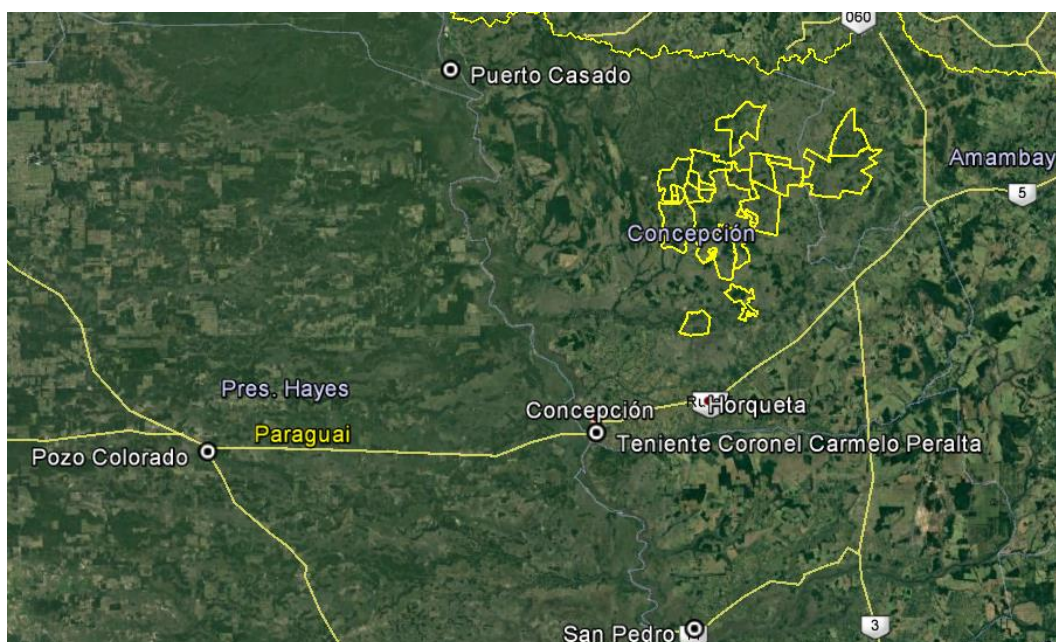 060
Puerto Casado
Amambay
5
Concepción
Pres. Hayes
Concepción
Horqueta
Paraguai
Teniente Coronel Carmelo Peralta
Pozo Colorado
San Pedro
3